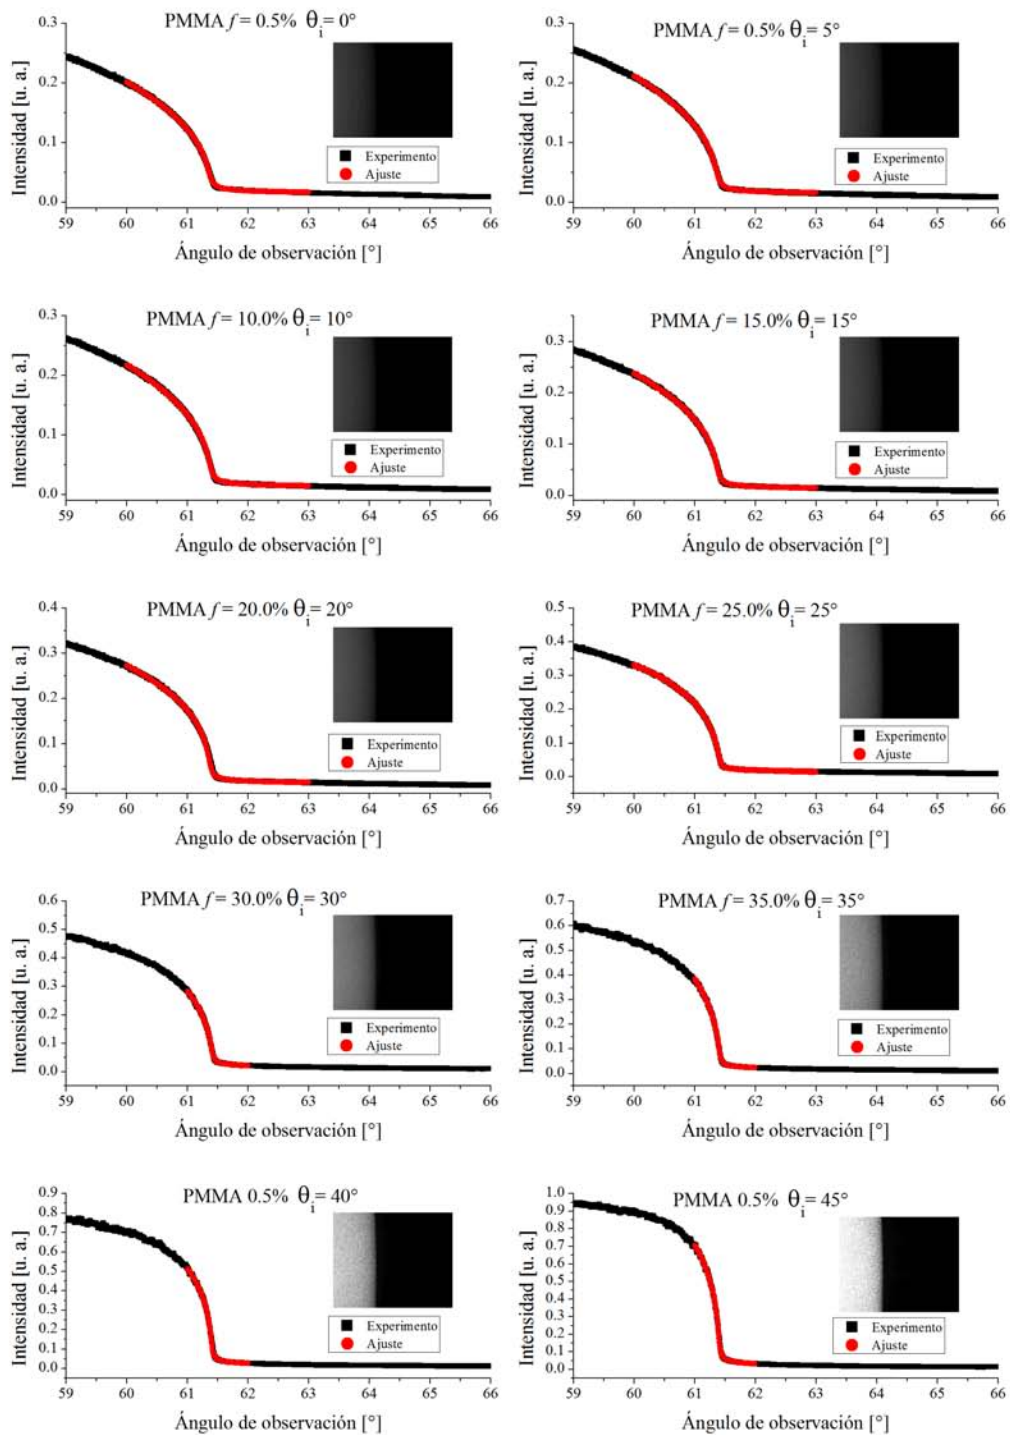 PMMA f = 0.5% θi = 0°
Intensidad [u. a.]
0.3
0.2
0.1
0.0
Experimento
Ajuste
59 60 61 62 63 64 65 66
Ángulo de observación [°]
PMMA f = 0.5% θi = 5°
Intensidad [u. a.]
0.3
0.2
0.1
0.0
Experimento
Ajuste
59 60 61 62 63 64 65 66
Ángulo de observación [°]
PMMA f = 10.0% θi = 10°
Intensidad [u. a.]
0.3
0.2
0.1
0.0
Experimento
Ajuste
59 60 61 62 63 64 65 66
Ángulo de observación [°]
PMMA f = 15.0% θi = 15°
Intensidad [u. a.]
0.3
0.2
0.1
0.0
Experimento
Ajuste
59 60 61 62 63 64 65 66
Ángulo de observación [°]
PMMA f = 20.0% θi = 20°
Intensidad [u. a.]
0.4
0.3
0.2
0.1
0.0
Experimento
Ajuste
59 60 61 62 63 64 65 66
Ángulo de observación [°]
PMMA f = 25.0% θi = 25°
Intensidad [u. a.]
0.5
0.4
0.3
0.2
0.1
0.0
Experimento
Ajuste
59 60 61 62 63 64 65 66
Ángulo de observación [°]
PMMA f = 30.0% θi = 30°
Intensidad [u. a.]
0.6
0.5
0.4
0.3
0.2
0.1
0.0
Experimento
Ajuste
59 60 61 62 63 64 65 66
Ángulo de observación [°]
PMMA f = 35.0% θi = 35°
Intensidad [u. a.]
0.7
0.6
0.5
0.4
0.3
0.2
0.1
0.0
Experimento
Ajuste
59 60 61 62 63 64 65 66
Ángulo de observación [°]
PMMA 0.5% θi = 40°
Intensidad [u. a.]
0.9
0.8
0.7
0.6
0.5
0.4
0.3
0.2
0.1
0.0
Experimento
Ajuste
59 60 61 62 63 64 65 66
Ángulo de observación [°]
PMMA 0.5% θi = 45°
Intensidad [u. a.]
1.0
0.9
0.8
0.7
0.6
0.5
0.4
0.3
0.2
0.1
0.0
Experimento
Ajuste
59 60 61 62 63 64 65 66
Ángulo de observación [°]